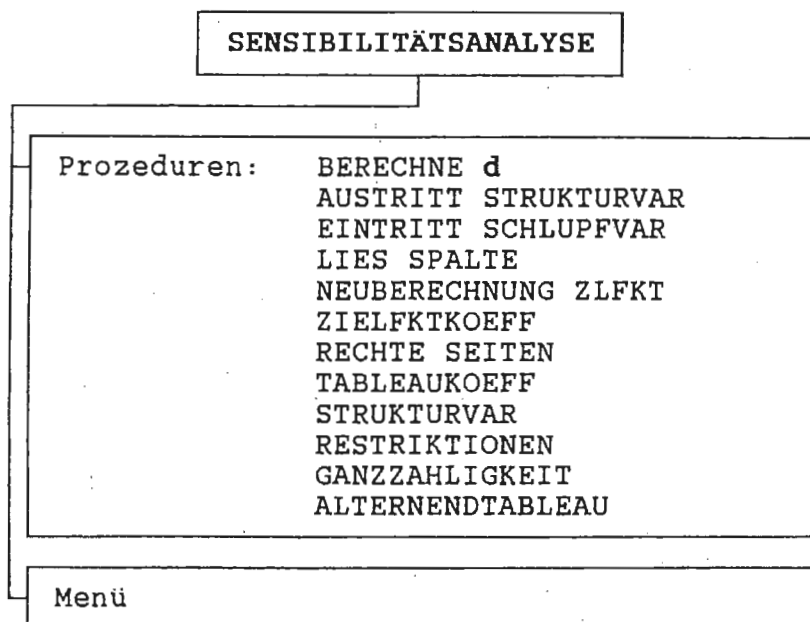 SENSIBILITÄTSANALYSE
Prozeduren: BERECHNE d
AUSTRITT STRUKTURVAR
EINTRITT SCHLUPFVAR
LIES SPALTE
NEUBERECHNUNG ZLFKT
ZIELFKTKOEFF
RECHTE SEITEN
TABLEAUKOEFF
STRUKTURVAR
RESTRIKTIONEN
GANZZAHLIGKEIT
ALTERNENDTABLEAU
Menü